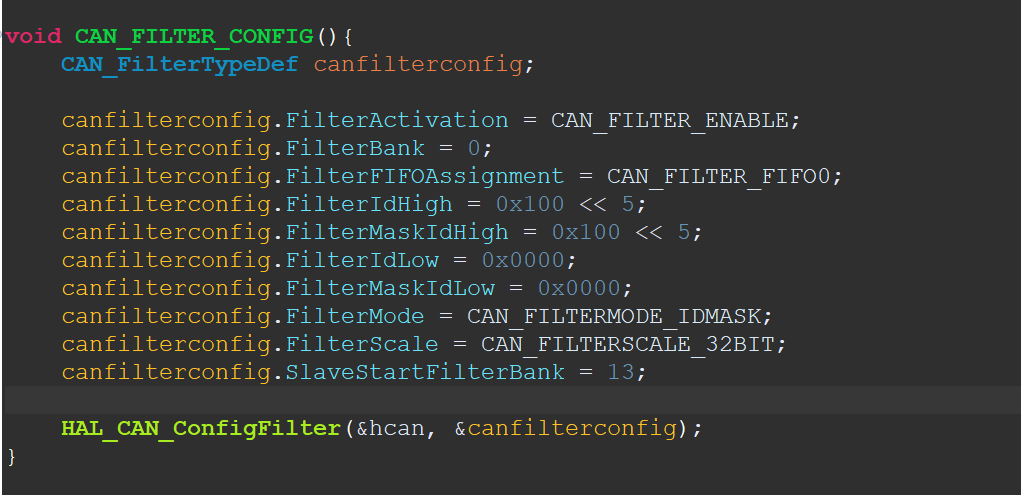 void CAN_FILTER_CONFIG(){
CAN_FilterTypeDef canfilterconfig;
canfilterconfig.FilterActivation = CAN_FILTER_ENABLE;
canfilterconfig.FilterBank = 0;
canfilterconfig.FilterFIFOAssignment = CAN_FILTER_FIFO0;
canfilterconfig.FilterIdHigh = 0x100 << 5;
canfilterconfig.FilterMaskIdHigh = 0x100 << 5;
canfilterconfig.FilterIdLow = 0x0000;
canfilterconfig.FilterMaskIdLow = 0x0000;
canfilterconfig.FilterMode = CAN_FILTERMODE_IDMASK;
canfilterconfig.FilterScale = CAN_FILTERSCALE_32BIT;
canfilterconfig.SlaveStartFilterBank = 13;
HAL_CAN_ConfigFilter(&hcan, &canfilterconfig);
}